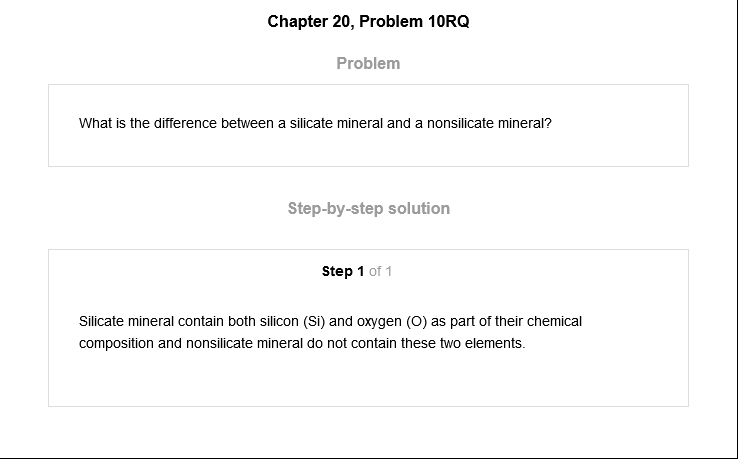 Chapter 20, Problem 10RQ
Problem
What is the difference between a silicate mineral and a nonsilicate mineral?
Step-by-step solution
Step 1 of 1
Silicate mineral contain both silicon (Si) and oxygen (O) as part of their chemical
composition and nonsilicate mineral do not contain these two elements.